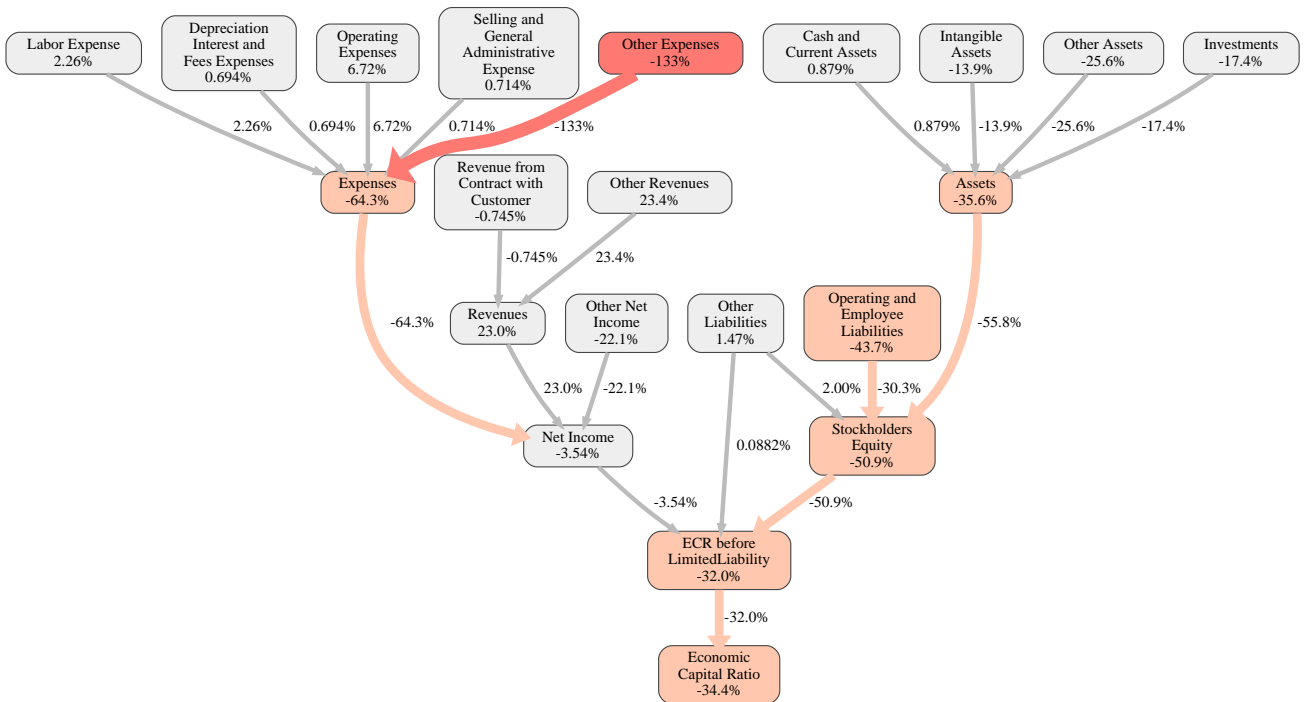 Labor Expense
2.26%
Depreciation
Interest and
Fees Expenses
0.694%
Operating
Expenses
6.72%
Selling and
General
Administrative
Expense
0.714%
Other Expenses
-133%
Cash and
Current Assets
0.879%
Intangible
Assets
-13.9%
Other Assets
-25.6%
Investments
-17.4%
2.26%
0.694%
6.72%
0.714%
-133%
0.879%
-13.9%
-25.6%
-17.4%
Expenses
-64.3%
Revenue from
Contract with
Customer
-0.745%
Other Revenues
23.4%
Assets
-35.6%
-0.745%
23.4%
-64.3%
Revenues
23.0%
Other Net
Income
-22.1%
Other
Liabilities
1.47%
Operating and
Employee
Liabilities
-43.7%
-55.8%
23.0%
-22.1%
2.00%
-30.3%
Net Income
-3.54%
0.0882%
Stockholders
Equity
-50.9%
-3.54%
-50.9%
ECR before
LimitedLiability
-32.0%
-32.0%
Economic
Capital Ratio
-34.4%